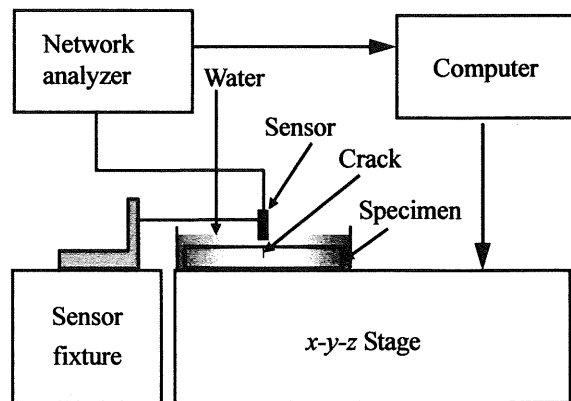 Network
analyzer
Computer
Water
Sensor
Crack
Specimen
Sensor
fixture
x-y-z Stage